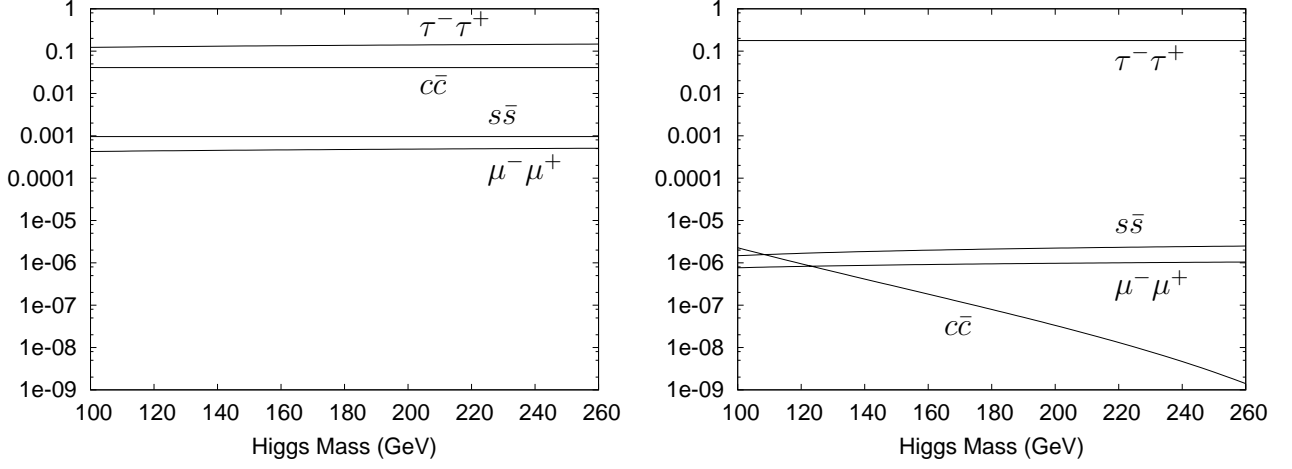 1
0.1
0.01
0.001
0.0001
1e-05
1e-06
1e-07
1e-08
1e-09
100 120 140 160 180 200 220 240 260
Higgs Mass (GeV)
τ⁻τ⁺
cc̄
ss̄
μ⁻μ⁺
1
0.1
0.01
0.001
0.0001
1e-05
1e-06
1e-07
1e-08
1e-09
100 120 140 160 180 200 220 240 260
Higgs Mass (GeV)
τ⁻τ⁺
ss̄
μ⁻μ⁺
cc̄